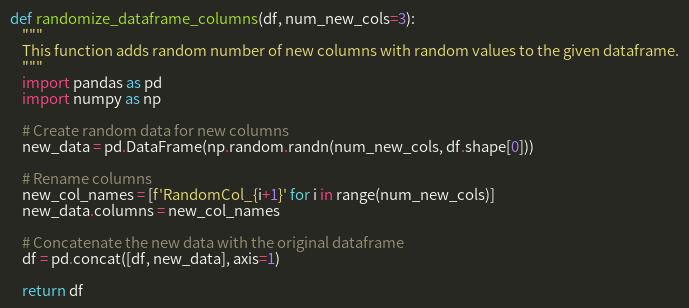 def randomize_dataframe_columns(df, num_new_cols=3):
    """
    This function adds random number of new columns with random values to the given dataframe.
    """
    import pandas as pd
    import numpy as np
    # Create random data for new columns
    new_data = pd.DataFrame(np.random.randn(num_new_cols, df.shape[0]))
    # Rename columns
    new_col_names = [f'RandomCol_{i+1}' for i in range(num_new_cols)]
    new_data.columns = new_col_names
    # Concatenate the new data with the original dataframe
    df = pd.concat([df, new_data], axis=1)
    return df